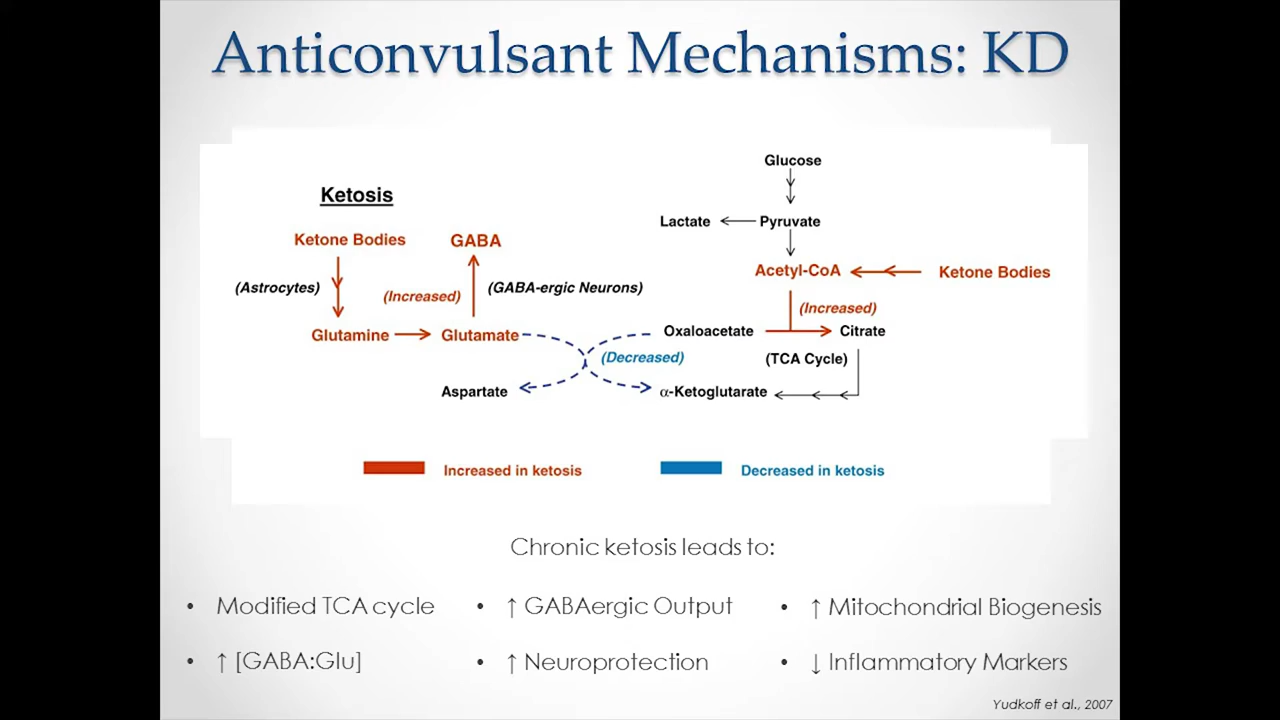 Anticonvulsant Mechanisms: KD
Ketosis
Ketone Bodies
GABA
(Astrocytes)
(Increased)
(GABA-ergic Neurons)
Glutamine
Glutamate
Aspartate
Glucose
Lactate
Pyruvate
Acetyl-CoA
Ketone Bodies
(Increased)
Oxaloacetate
Citrate
(Decreased)
(TCA Cycle)
α-Ketoglutarate
Increased in ketosis
Decreased in ketosis
Chronic ketosis leads to:
• Modified TCA cycle
• ↑ [GABA:Glu]
• ↑ GABAergic Output
• ↑ Neuroprotection
• ↑ Mitochondrial Biogenesis
• ↓ Inflammatory Markers
Yudkoff et al., 2007